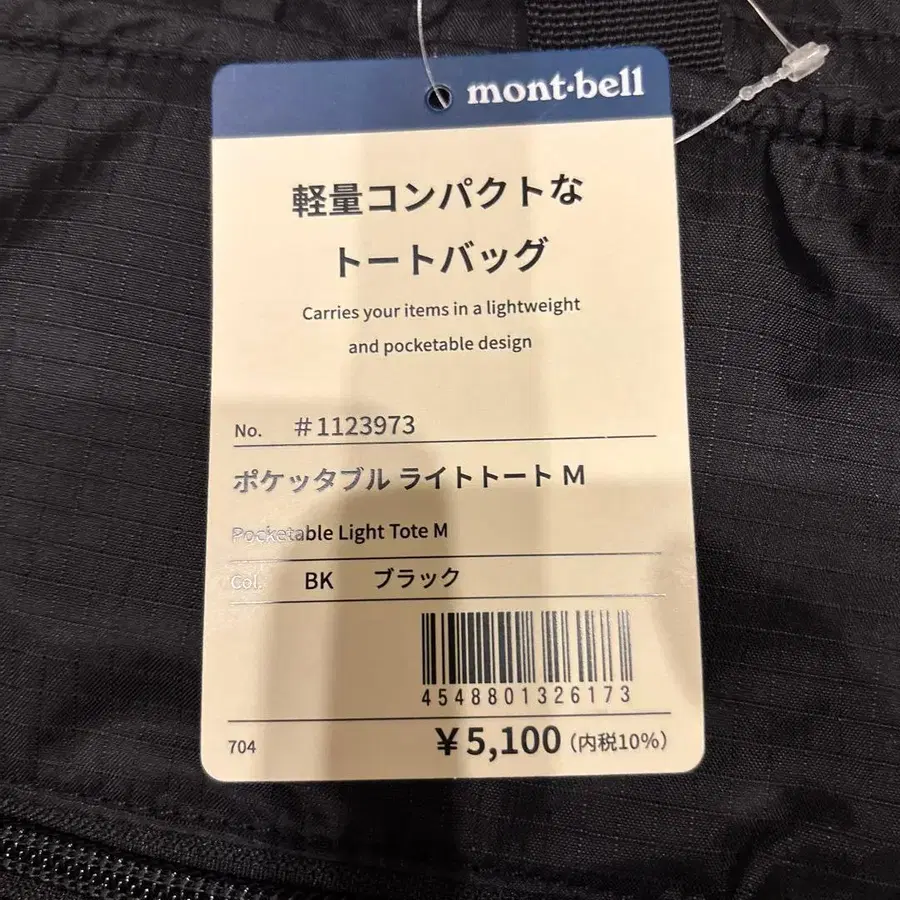 mont·bell
軽量コンパクトな
トートバッグ
Carries your items in a lightweight
and pocketable design
No. #1123973
ポケッタブル ライトトート M
Pocketable Light Tote M
Col. BK ブラック
4548801326173
704 ¥5,100 (内税10%)